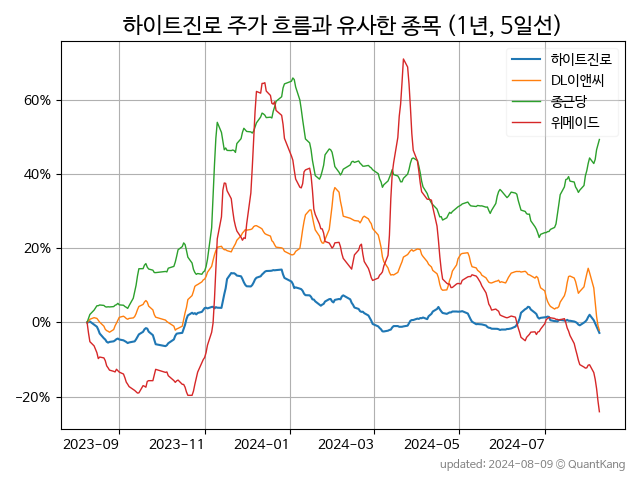 하이트진로 주가 흐름과 유사한 종목 (1년, 5일선)
하이트진로
DL이앤씨
종근당
위메이드
60%
40%
20%
0%
−20%
2023-09 2023-11 2024-01 2024-03 2024-05 2024-07
updated: 2024-08-09 © QuantKang